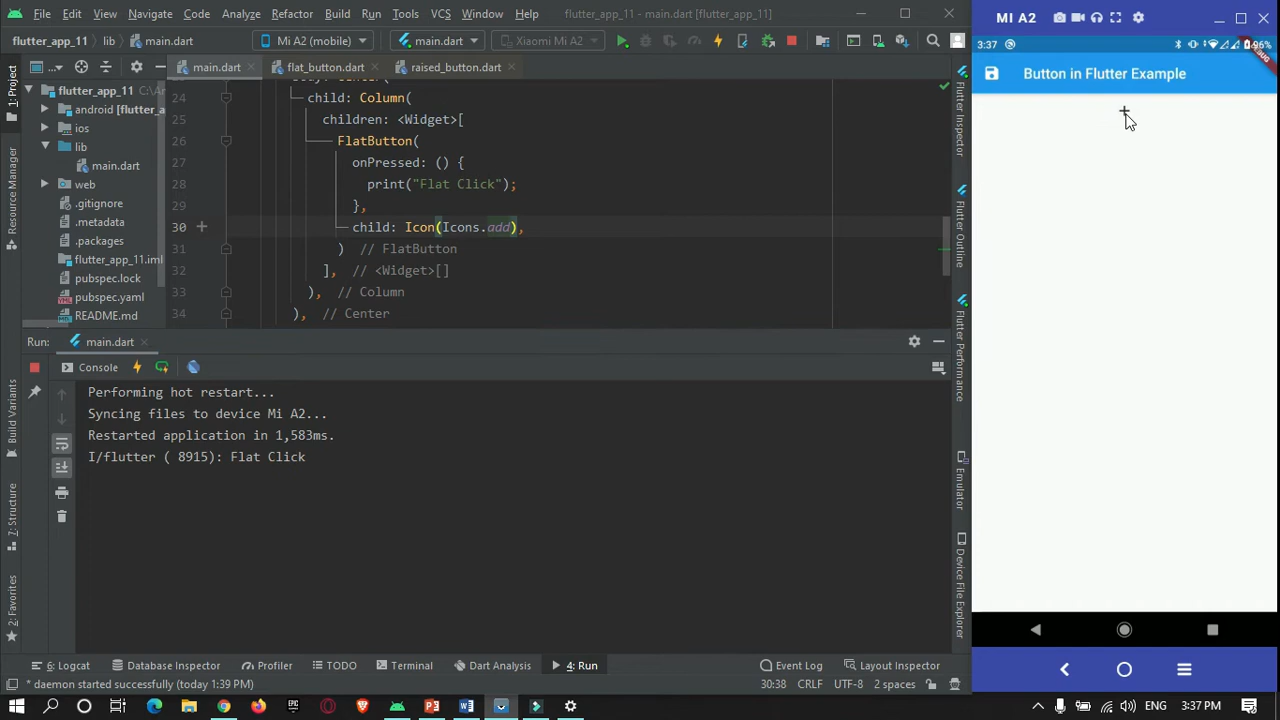 File Edit View Navigate Code Analyze Refactor Build Run Tools VCS Window Help flutter_app_11 - main.dart [flutter_app_11]
flutter_app_11 lib main.dart Mi A2 (mobile) main.dart Xiaomi Mi A2
1: Project
Resource Manager
Build Variants
7: Structure
2: Favorites
flutter_app_11
android [flutter_a
ios
lib
main.dart
web
.gitignore
.metadata
.packages
flutter_app_11.iml
pubspec.lock
pubspec.yaml
README.md
main.dart flat_button.dart raised_button.dart
24 child: Column(
25 children: <Widget>[
26 FlatButton(
27 onPressed: () {
28 print("Flat Click");
29 },
30 child: Icon(Icons.add),
31 ) // FlatButton
32 ], // <Widget>[]
33 ), // Column
34 ), // Center
Run: main.dart
Console
Performing hot restart...
Syncing files to device Mi A2...
Restarted application in 1,583ms.
I/flutter ( 8915): Flat Click
Flutter Inspector
Flutter Outline
Flutter Performance
Emulator
Device File Explorer
6: Logcat Database Inspector Profiler TODO Terminal Dart Analysis 4: Run Event Log Layout Inspector
* daemon started successfully (today 1:39 PM) 30:38 CRLF UTF-8 2 spaces
MI A2
3:37 96%
Button in Flutter Example
ENG 3:37 PM